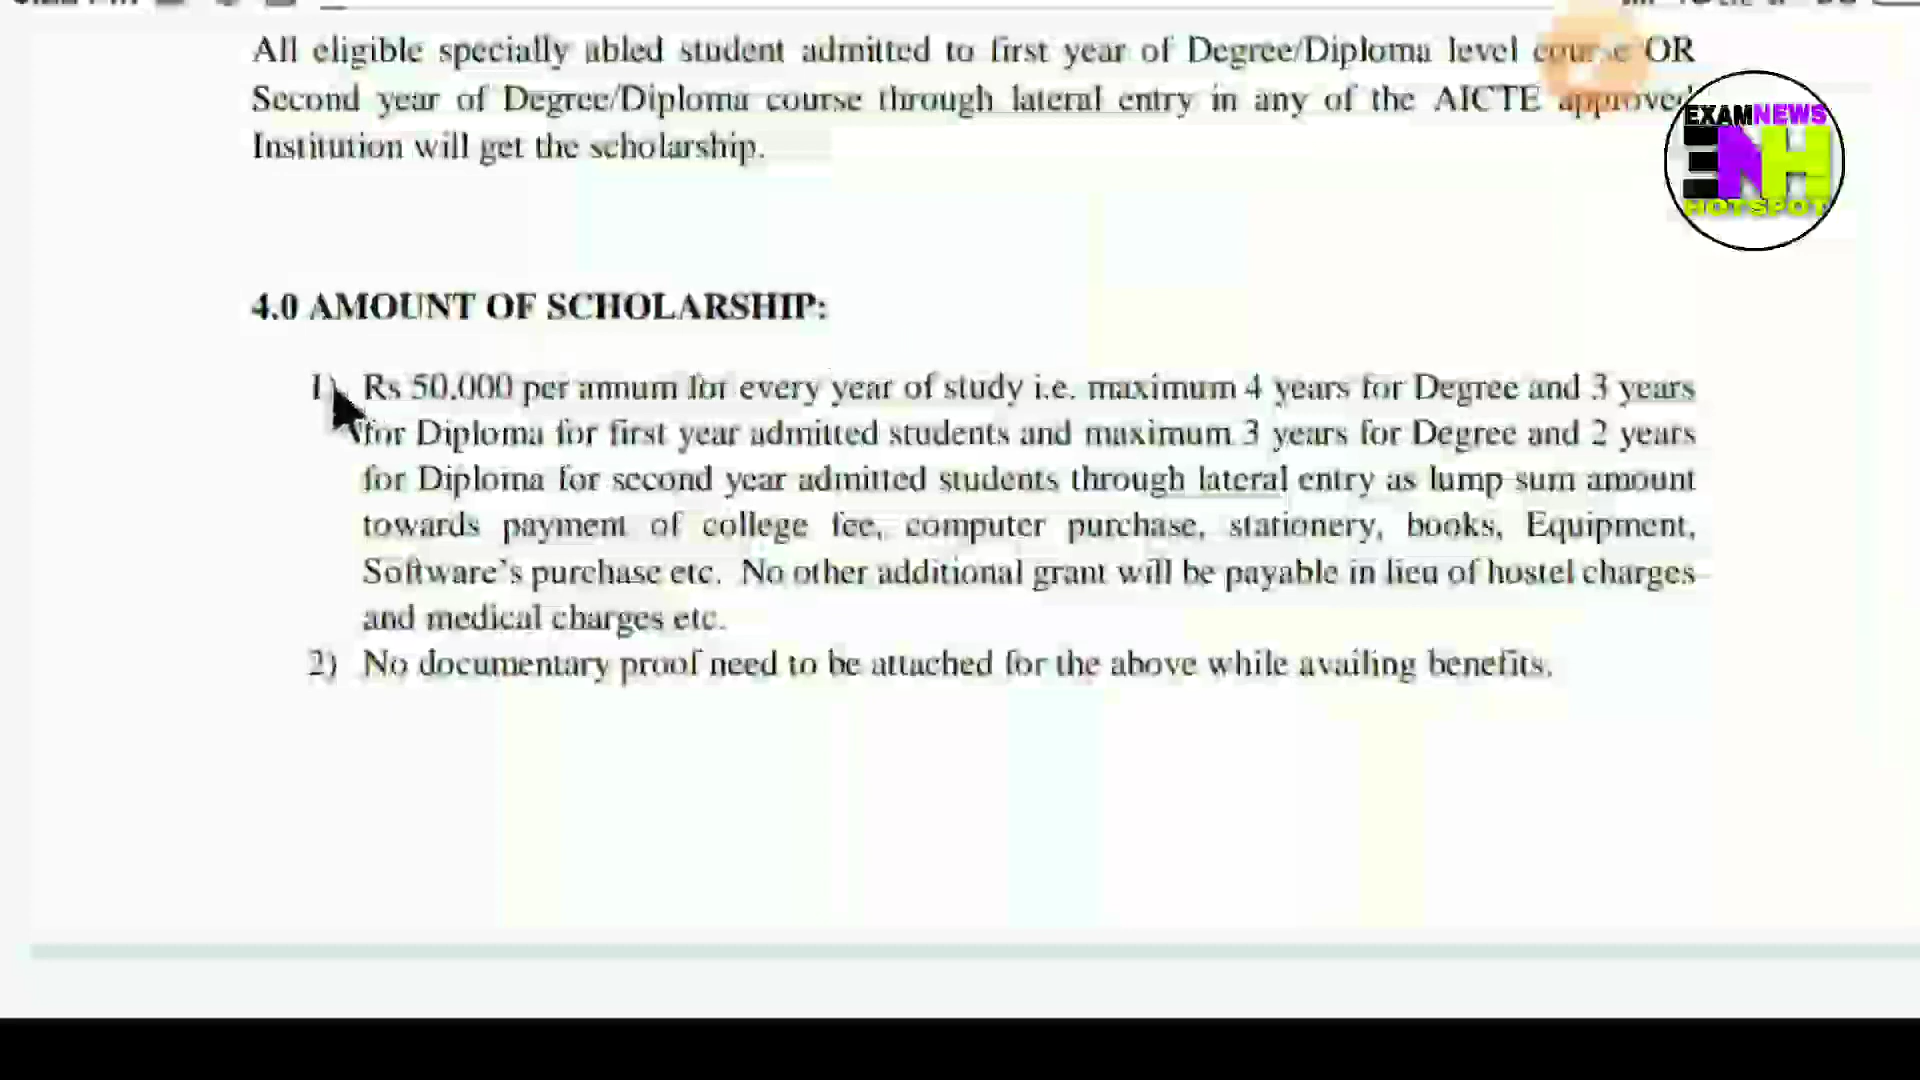 All eligible specially abled student admitted to first year of Degree/Diploma level course OR
Second year of Degree/Diploma course through lateral entry in any of the AICTE approved
Institution will get the scholarship.
EXAMNEWS
ENH
HOTSPOT
4.0 AMOUNT OF SCHOLARSHIP:
1) Rs 50,000 per annum for every year of study i.e. maximum 4 years for Degree and 3 years
for Diploma for first year admitted students and maximum 3 years for Degree and 2 years
for Diploma for second year admitted students through lateral entry as lump sum amount
towards payment of college fee, computer purchase, stationery, books, Equipment,
Software's purchase etc. No other additional grant will be payable in lieu of hostel charges
and medical charges etc.
2) No documentary proof need to be attached for the above while availing benefits.